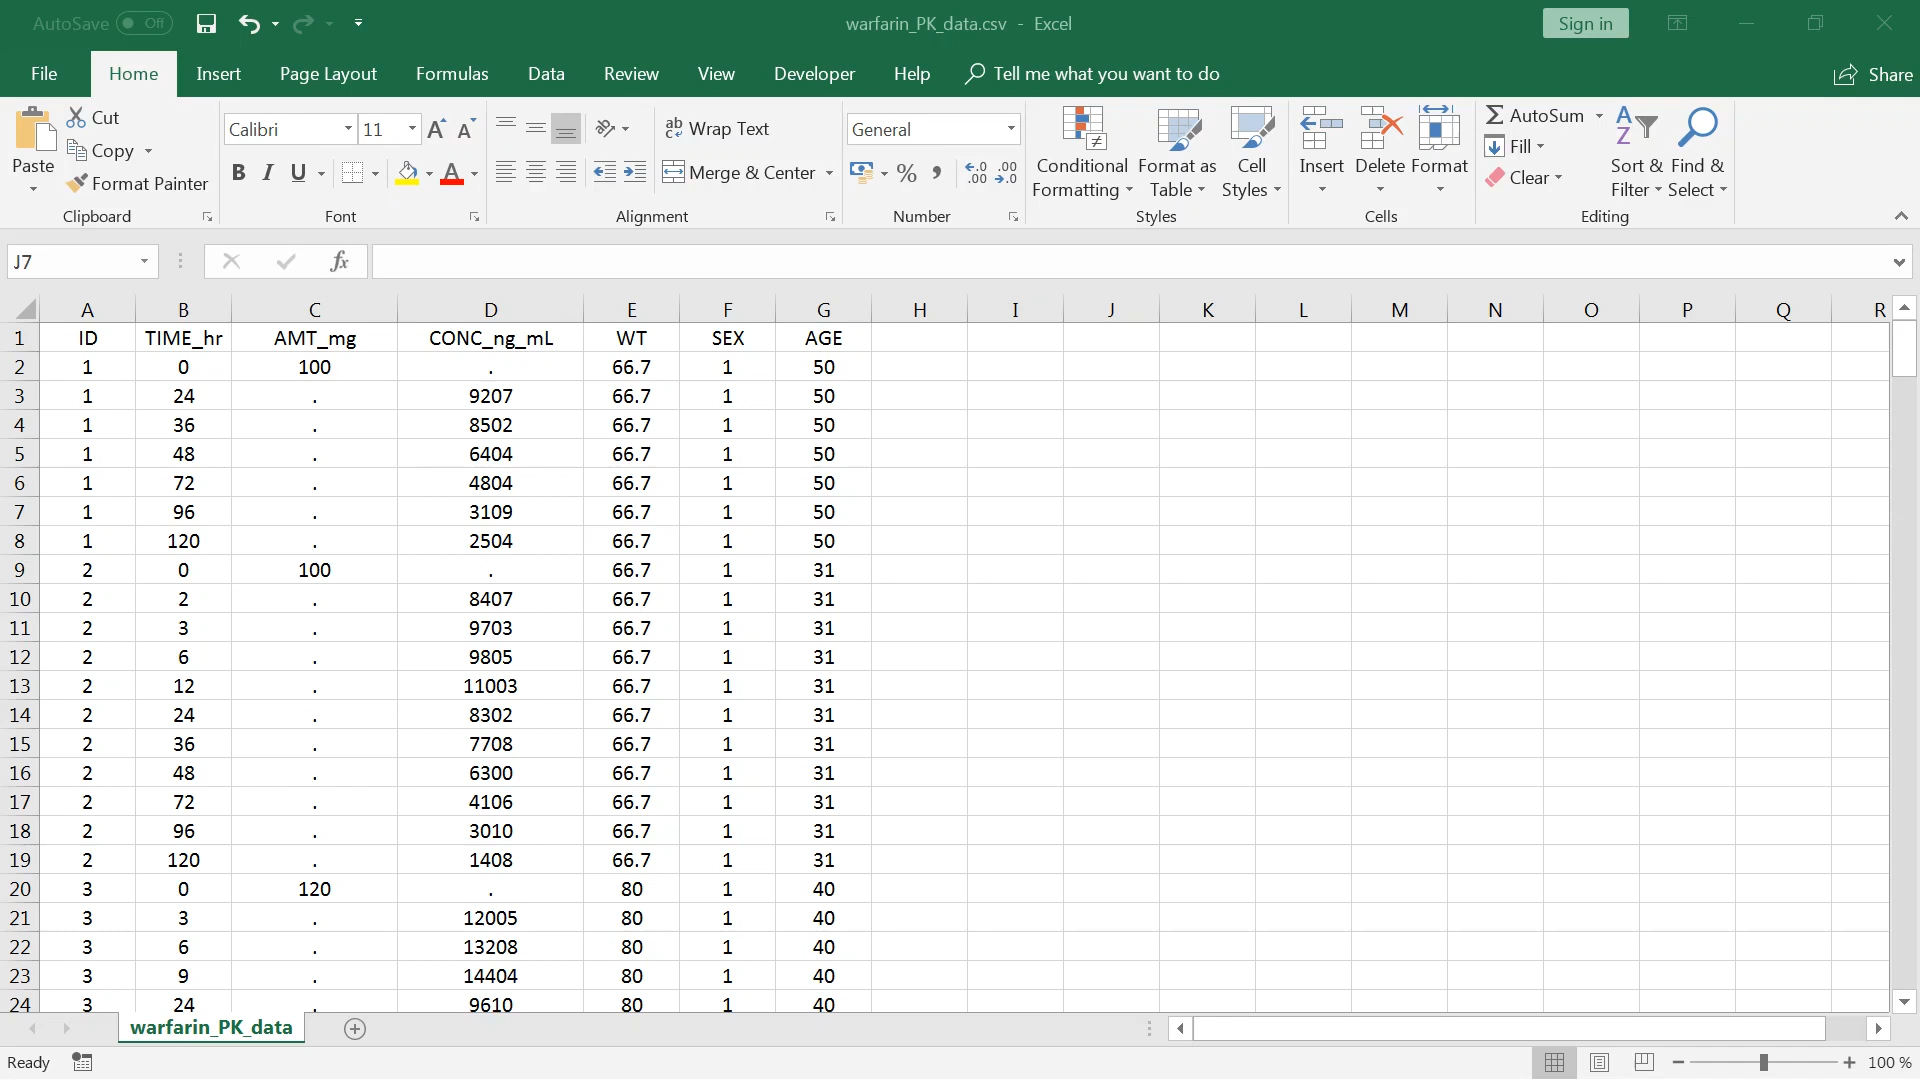 AutoSave Off warfarin_PK_data.csv - Excel Sign in
File Home Insert Page Layout Formulas Data Review View Developer Help Tell me what you want to do Share
Paste
Cut
Copy
Format Painter
Clipboard
Calibri 11
B I U
Font
Wrap Text
Merge & Center
Alignment
General
Number
Conditional Formatting
Format as Table
Cell Styles
Styles
Insert Delete Format
Cells
AutoSum
Fill
Clear
Sort & Filter
Find & Select
Editing
J7 fx
A B C D E F G H I J K L M N O P Q R
1 ID TIME_hr AMT_mg CONC_ng_mL WT SEX AGE
2 1 0 100 . 66.7 1 50
3 1 24 . 9207 66.7 1 50
4 1 36 . 8502 66.7 1 50
5 1 48 . 6404 66.7 1 50
6 1 72 . 4804 66.7 1 50
7 1 96 . 3109 66.7 1 50
8 1 120 . 2504 66.7 1 50
9 2 0 100 . 66.7 1 31
10 2 2 . 8407 66.7 1 31
11 2 3 . 9703 66.7 1 31
12 2 6 . 9805 66.7 1 31
13 2 12 . 11003 66.7 1 31
14 2 24 . 8302 66.7 1 31
15 2 36 . 7708 66.7 1 31
16 2 48 . 6300 66.7 1 31
17 2 72 . 4106 66.7 1 31
18 2 96 . 3010 66.7 1 31
19 2 120 . 1408 66.7 1 31
20 3 0 120 . 80 1 40
21 3 3 . 12005 80 1 40
22 3 6 . 13208 80 1 40
23 3 9 . 14404 80 1 40
24 3 24 . 9610 80 1 40
warfarin_PK_data
Ready 100 %